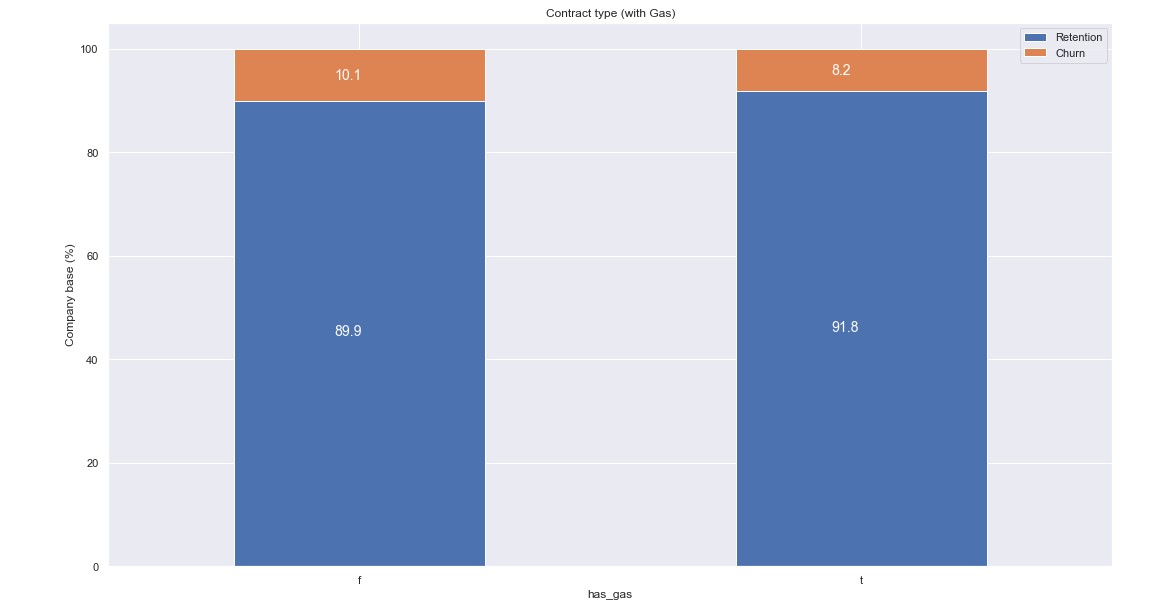 Contract type (with Gas)
Retention
Churn
100
80
60
40
20
0
Company base (%)
10.1
8.2
89.9
91.8
f
t
has_gas